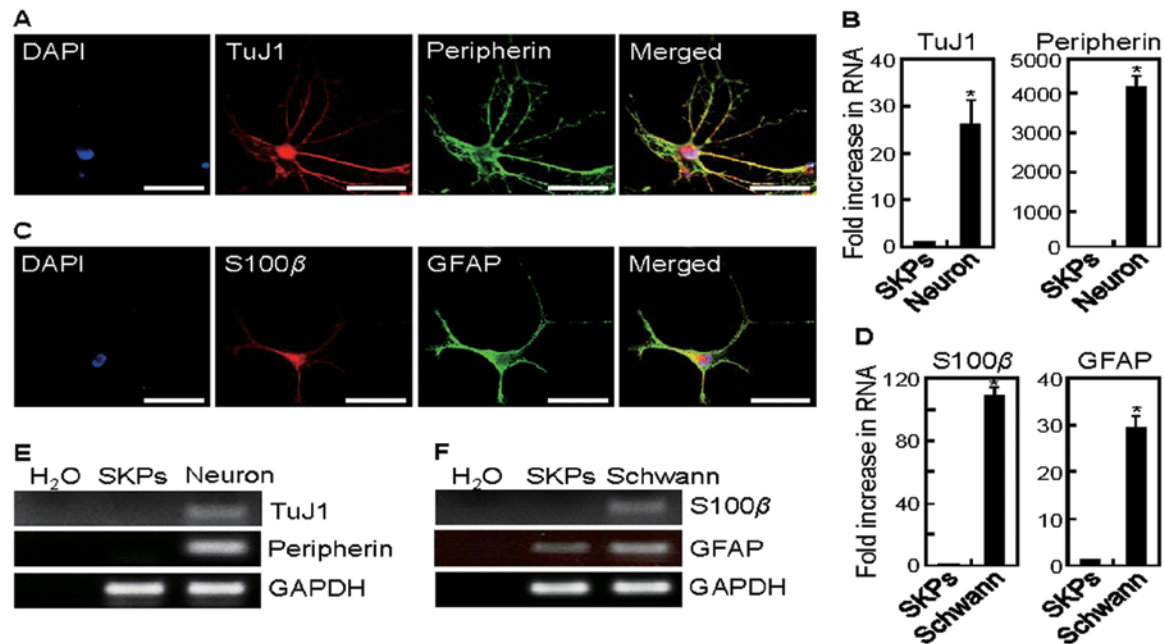 A
DAPI
TuJ1
Peripherin
Merged
B
TuJ1
Peripherin
Fold increase in RNA
40
30
20
10
0
5000
4000
3000
2000
4000
1000
0
*
*
SKPs
Neuron
SKPs
Neuron
C
DAPI
S100β
GFAP
Merged
D
S100β
GFAP
Fold increase in RNA
120
80
40
0
40
30
20
10
0
*
*
SKPs
Schwann
SKPs
Schwann
E
H₂O SKPs Neuron
TuJ1
Peripherin
GAPDH
F
H₂O SKPs Schwann
S100β
GFAP
GAPDH